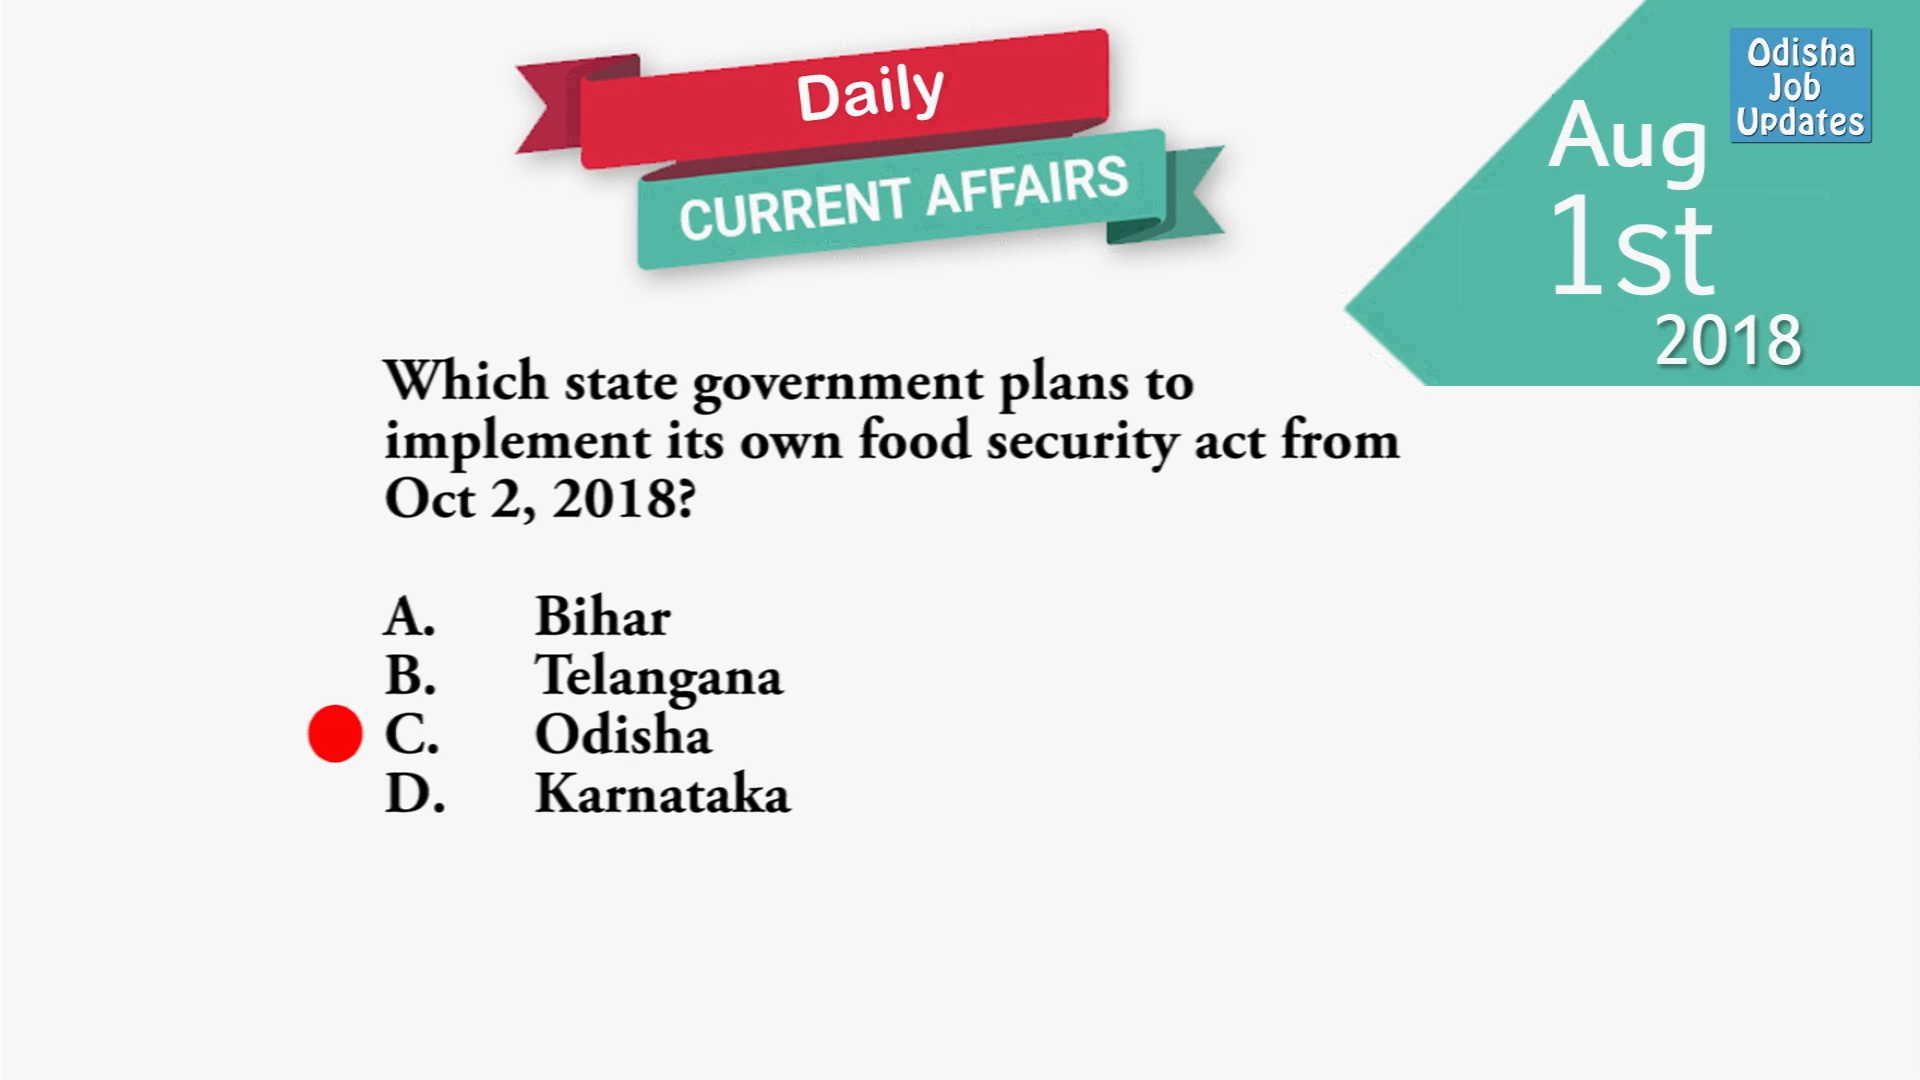 Daily
CURRENT AFFAIRS
Odisha
Job
Updates
Aug
1st
2018
Which state government plans to
implement its own food security act from
Oct 2, 2018?
A. Bihar
B. Telangana
C. Odisha
D. Karnataka